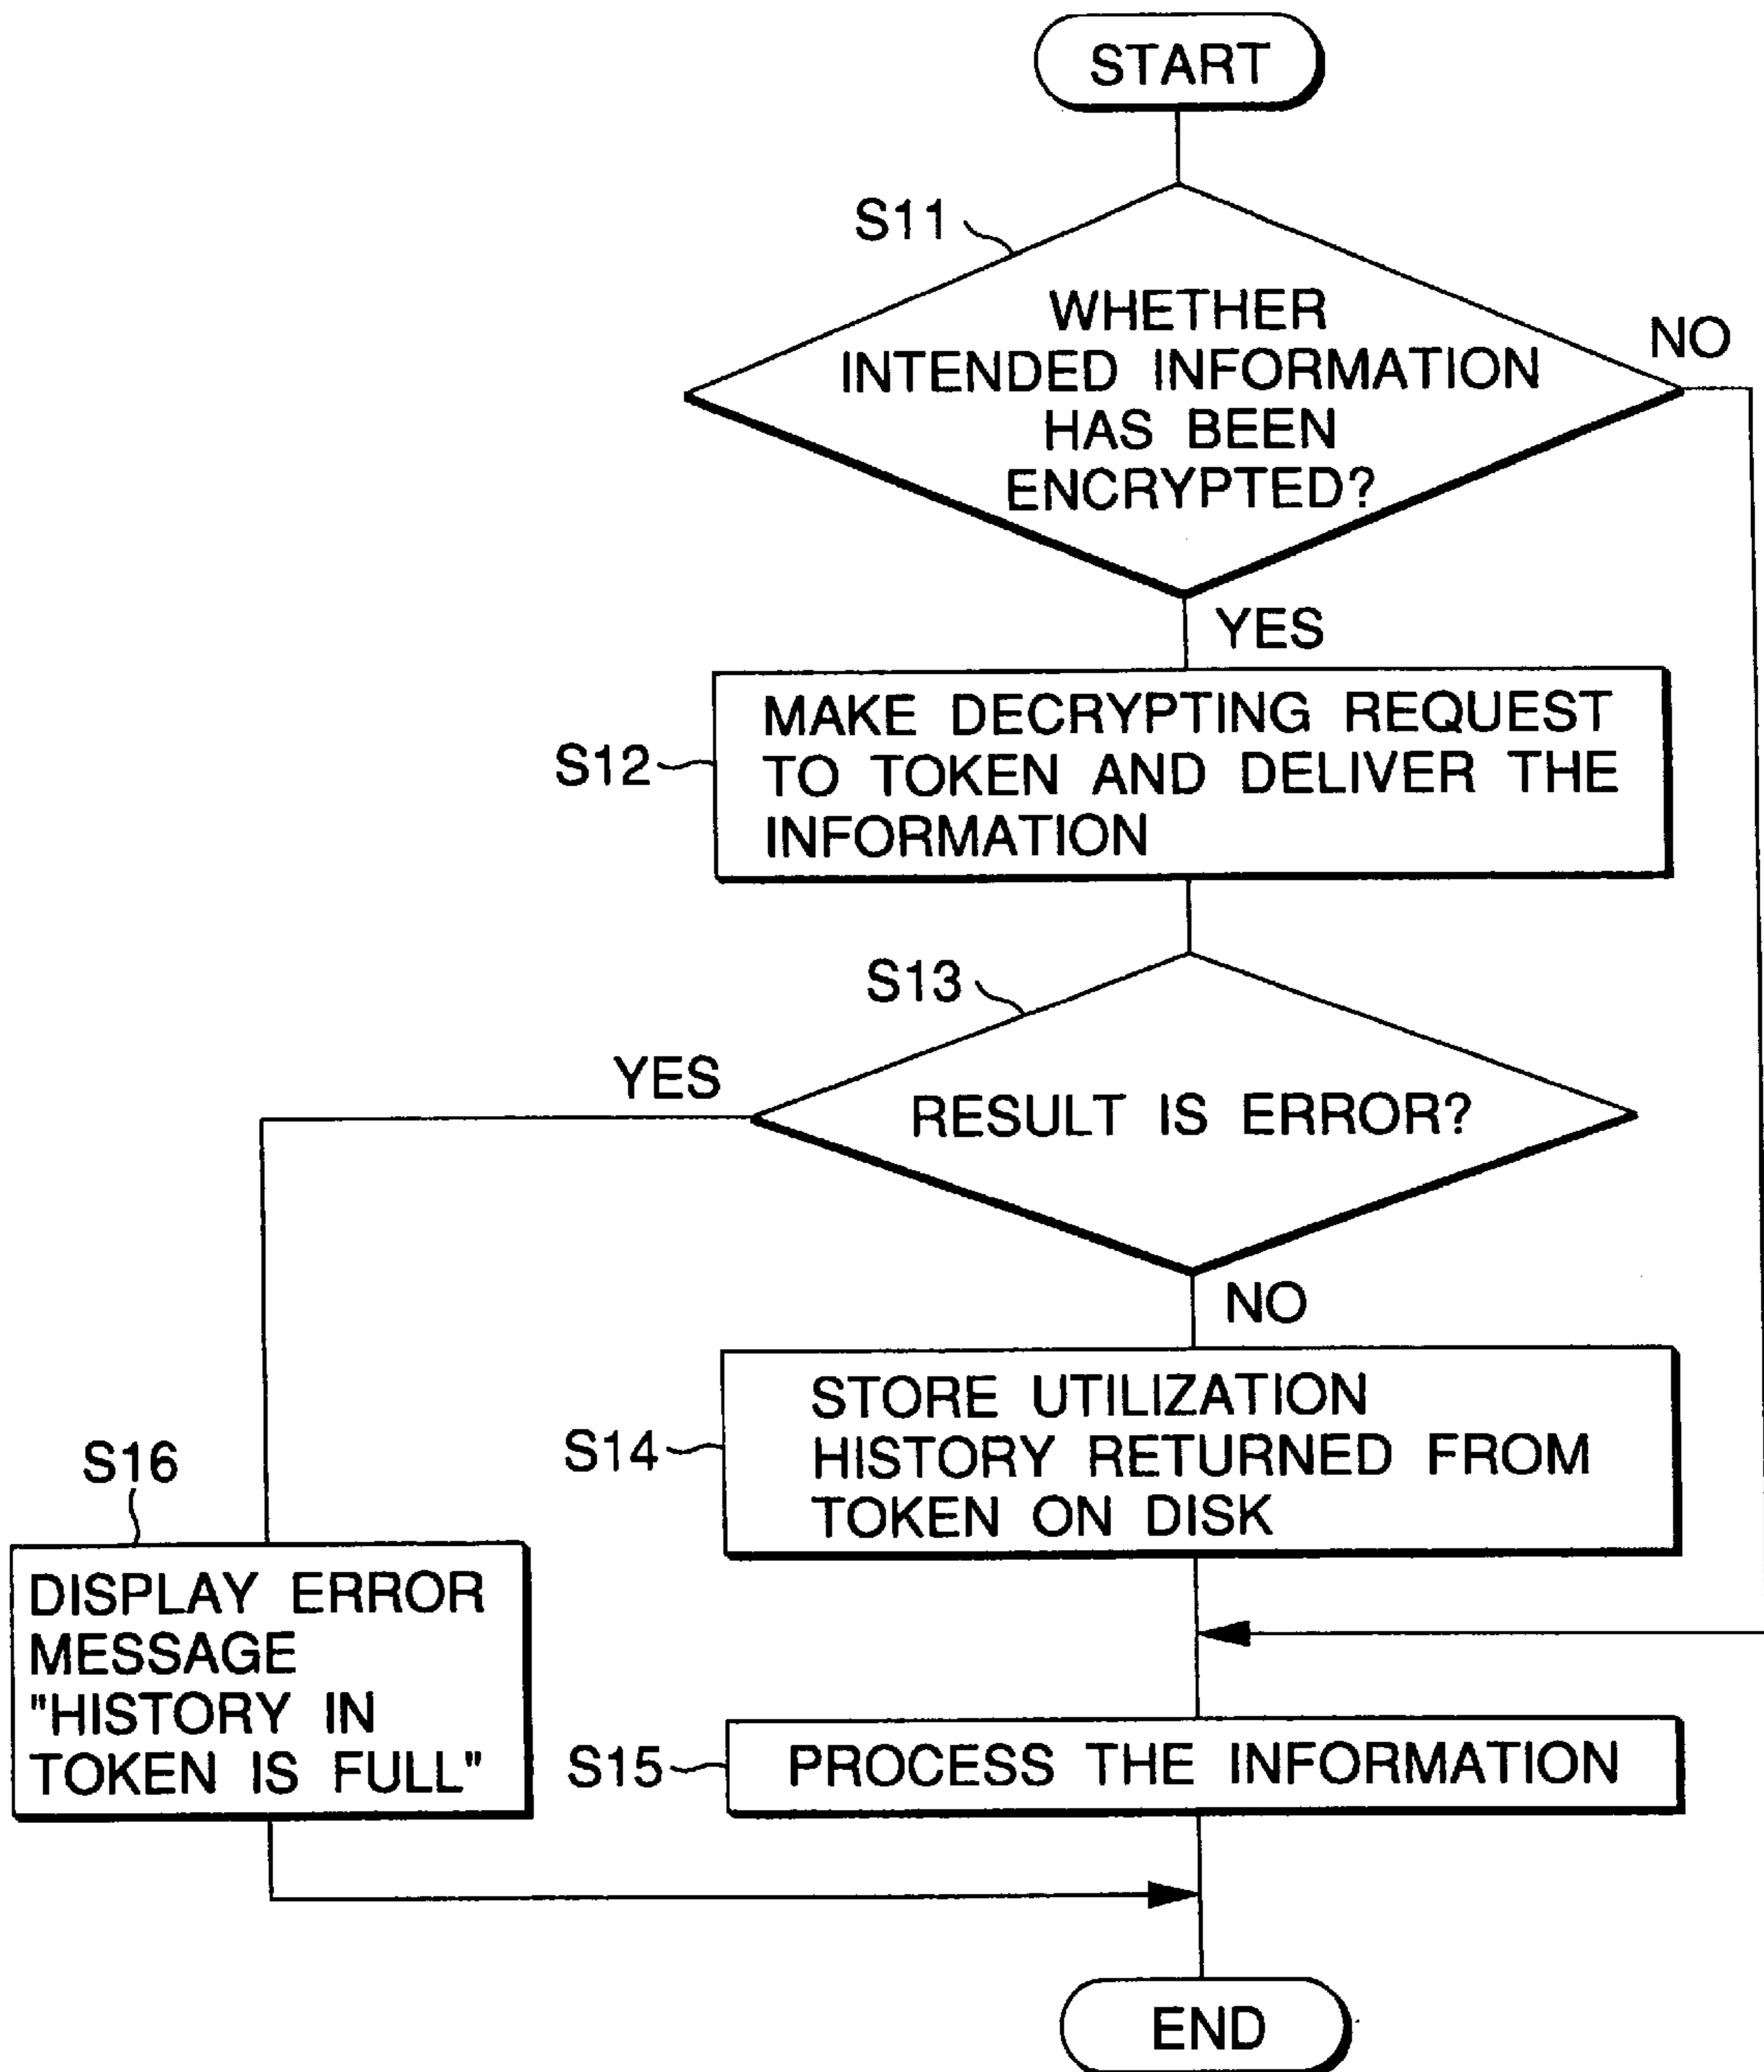 START
S11
WHETHER
INTENDED INFORMATION
HAS BEEN
ENCRYPTED?
NO
YES
S12
MAKE DECRYPTING REQUEST
TO TOKEN AND DELIVER THE
INFORMATION
S13
YES
RESULT IS ERROR?
NO
S14
STORE UTILIZATION
HISTORY RETURNED FROM
TOKEN ON DISK
S16
DISPLAY ERROR
MESSAGE
"HISTORY IN
TOKEN IS FULL"
S15
PROCESS THE INFORMATION
END